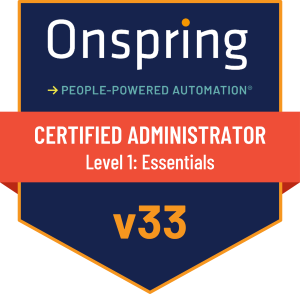 Onspring
→ PEOPLE-POWERED AUTOMATION®
CERTIFIED ADMINISTRATOR
Level 1: Essentials
v33